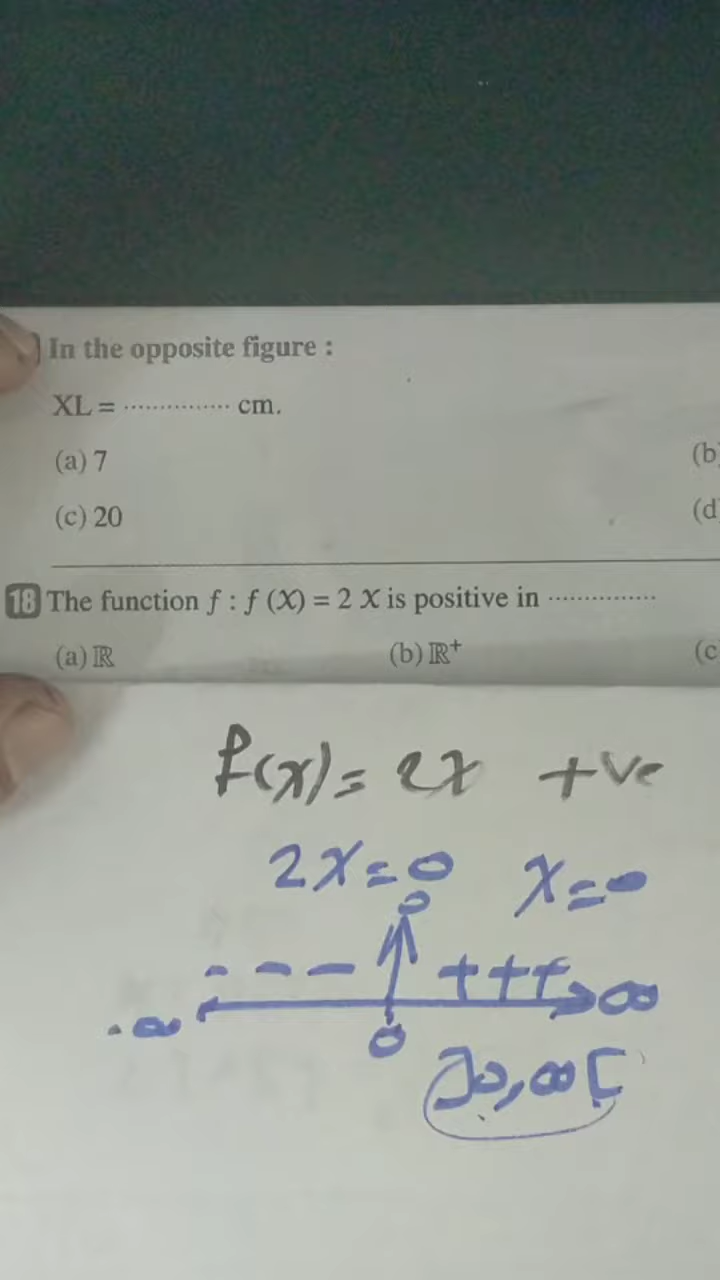 In the opposite figure :
XL = ............... cm.
(a) 7 (b)
(c) 20 (d
18 The function f : f (X) = 2 X is positive in ...............
(a) ℝ (b) ℝ⁺ (c
f(x) = 2x +ve
2x = 0 x = 0
0
- - - +++
-∞ ∞
0
]0,∞[